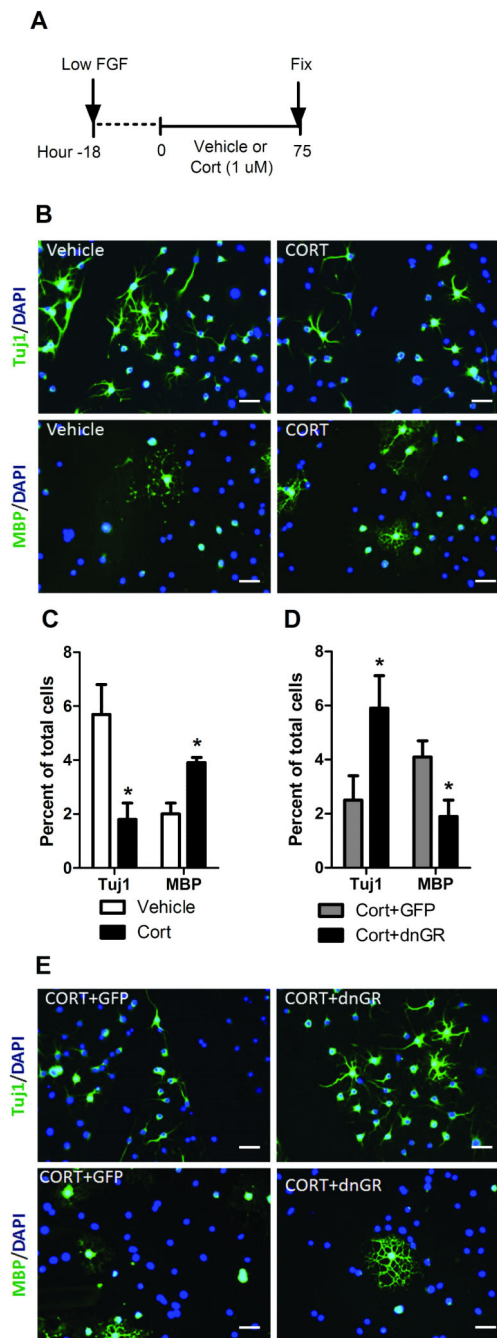 A
Low FGF
Fix
Hour -18
0
Vehicle or
Cort (1 uM)
75
B
Tuj1/DAPI
Vehicle
CORT
MBP/DAPI
Vehicle
CORT
C
Percent of total cells
8
6
4
2
0
*
*
Tuj1
MBP
Vehicle
Cort
D
Percent of total cells
8
6
4
2
0
*
*
Tuj1
MBP
Cort+GFP
Cort+dnGR
E
Tuj1/DAPI
CORT+GFP
CORT+dnGR
MBP/DAPI
CORT+GFP
CORT+dnGR